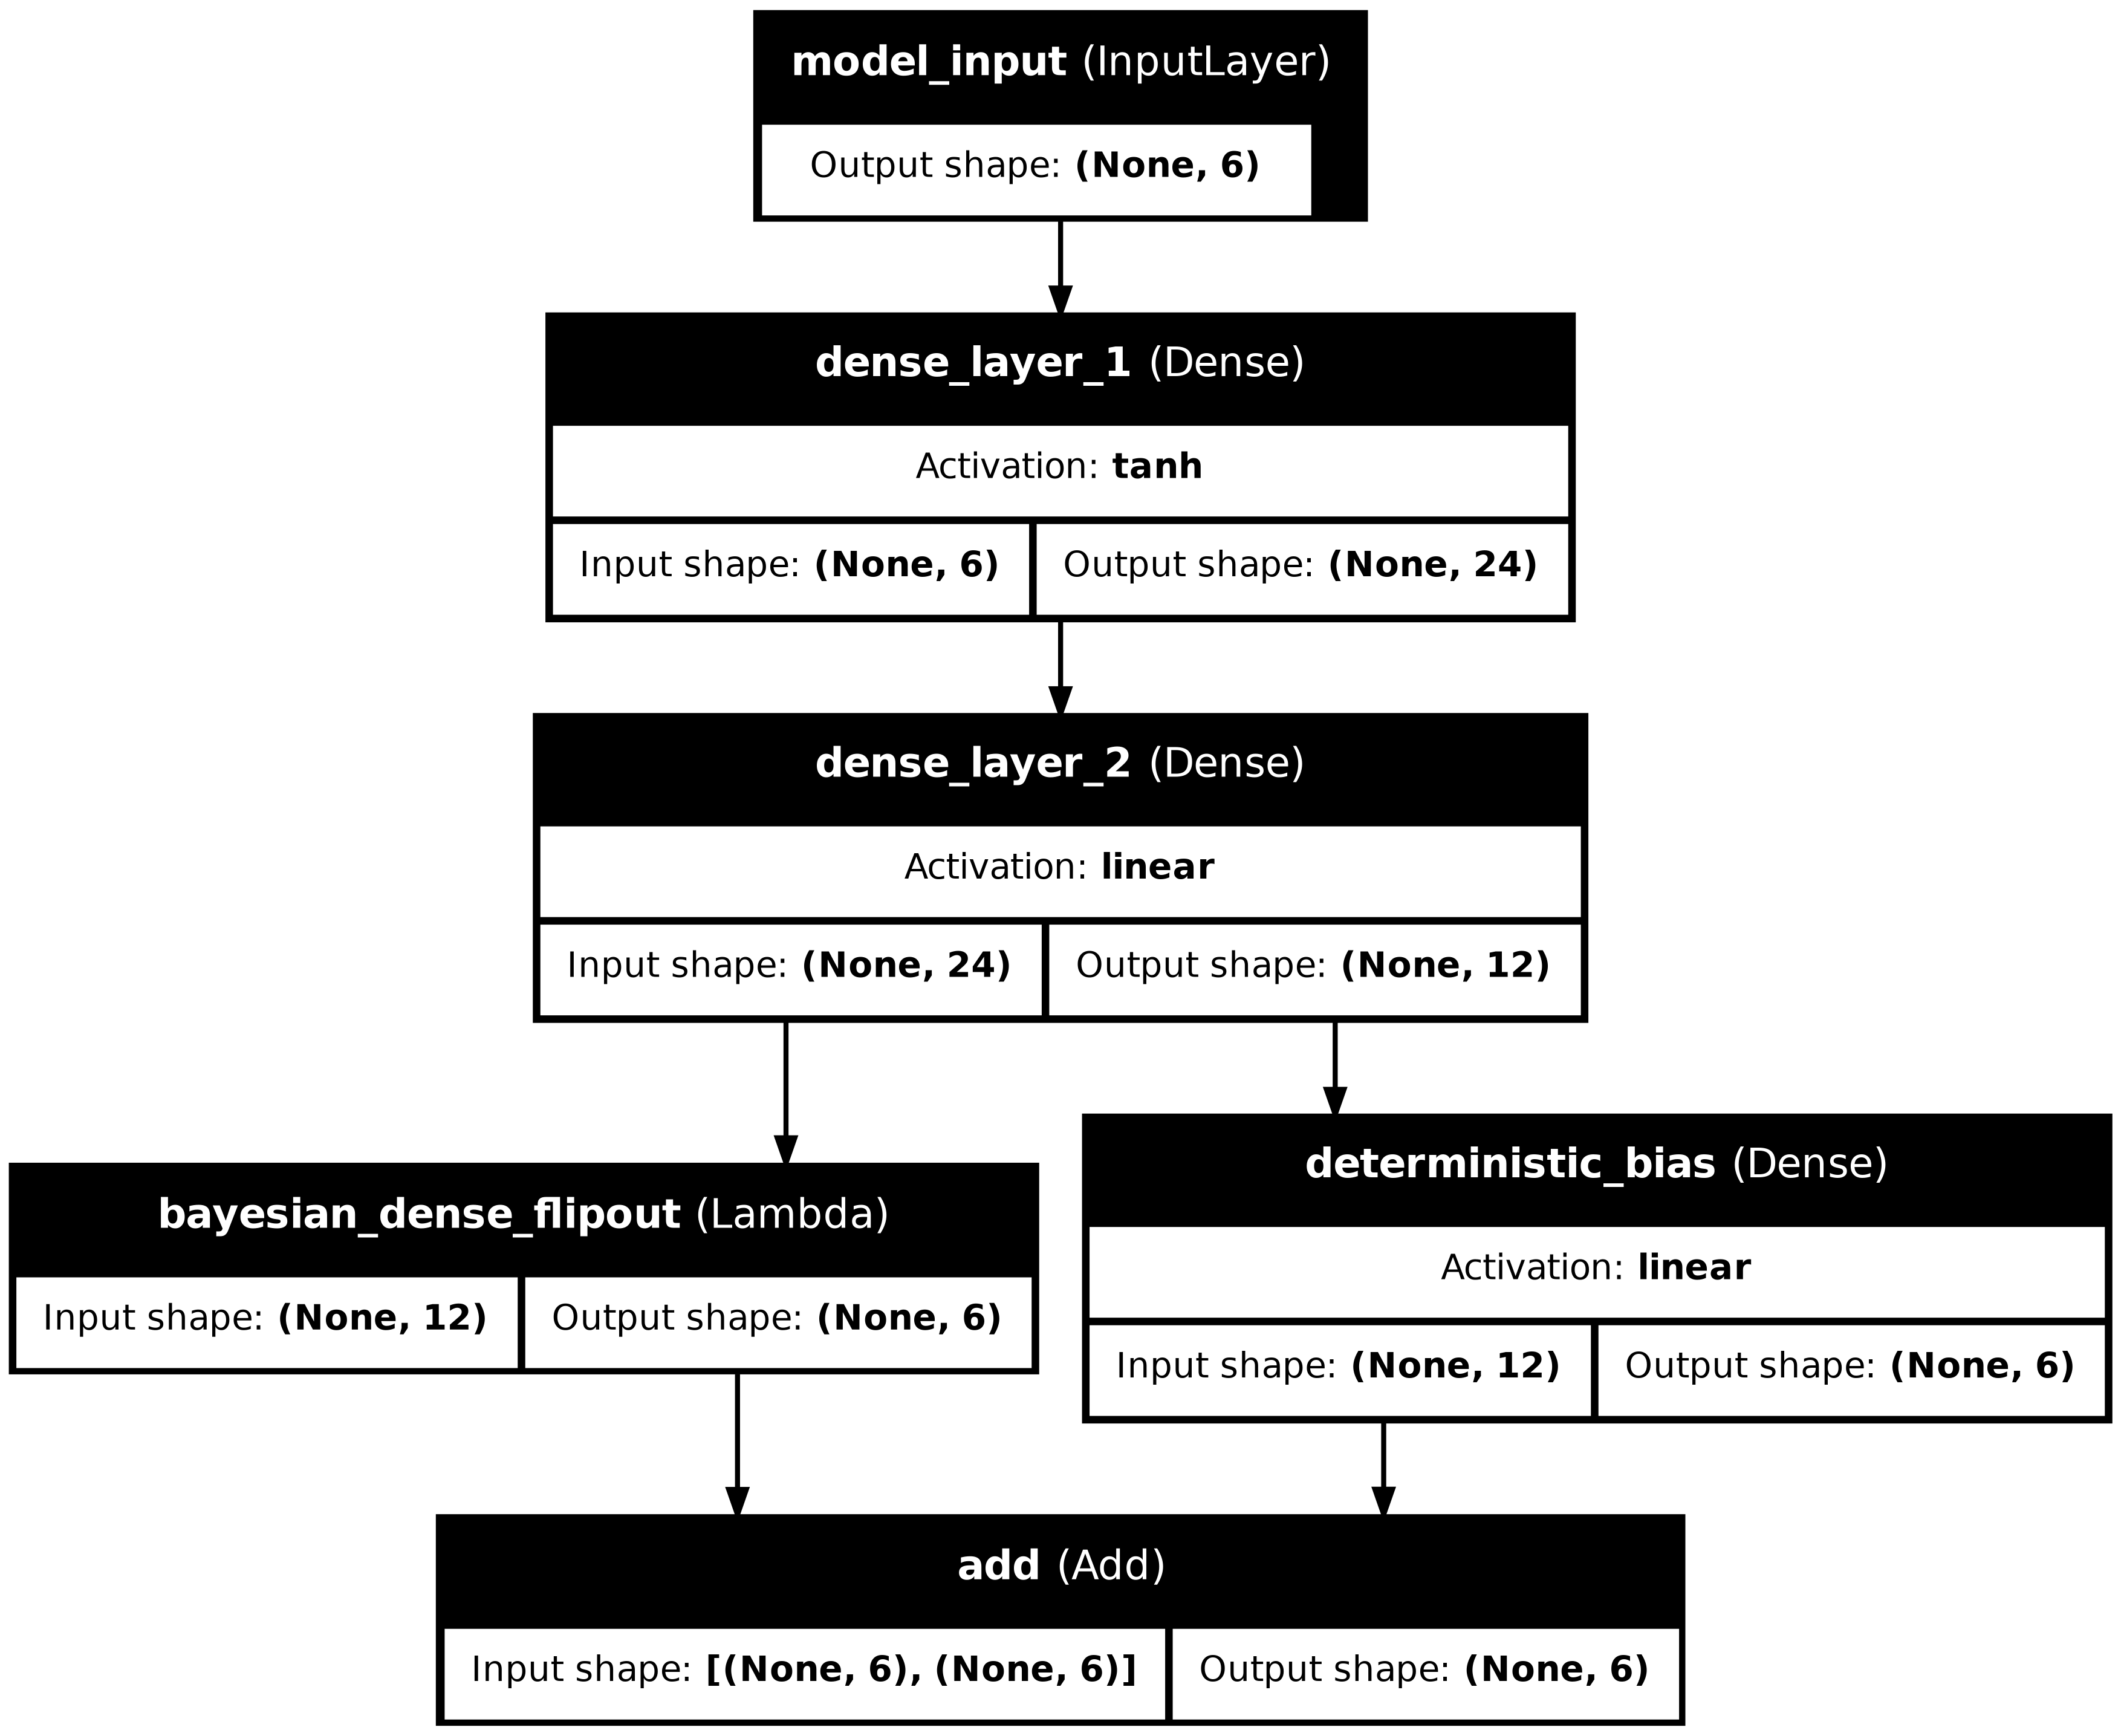 model_input (InputLayer)
Output shape: (None, 6)
dense_layer_1 (Dense)
Activation: tanh
Input shape: (None, 6) Output shape: (None, 24)
dense_layer_2 (Dense)
Activation: linear
Input shape: (None, 24) Output shape: (None, 12)
bayesian_dense_flipout (Lambda)
Input shape: (None, 12) Output shape: (None, 6)
deterministic_bias (Dense)
Activation: linear
Input shape: (None, 12) Output shape: (None, 6)
add (Add)
Input shape: [(None, 6), (None, 6)] Output shape: (None, 6)